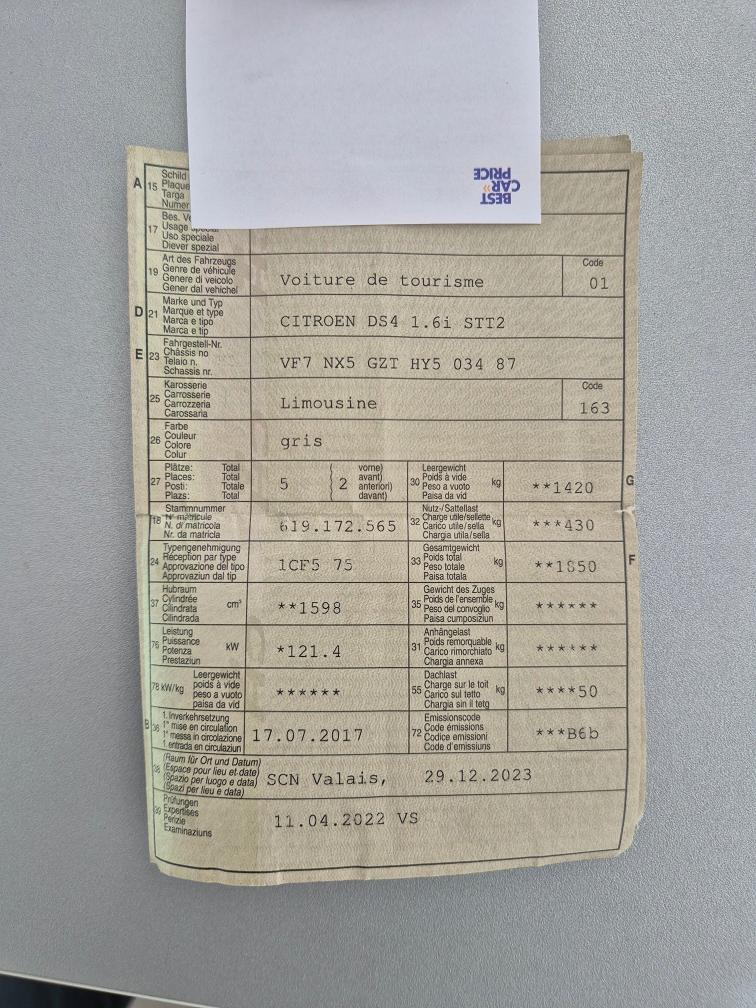 BEST
CAR»
PRICE
A 15 Schild
Plaque
Targa
Numer
17 Bes. Ve
Usage spécial
Uso speciale
Diever spezial
19 Art des Fahrzeugs
Genre de véhicule
Genere di veicolo
Gener dal vehichel
Voiture de tourisme
Code
01
D 21 Marke und Typ
Marque et type
Marca e tipo
Marca e tip
CITROEN DS4 1.6i STT2
E 23 Fahrgestell-Nr.
Châssis no
Telaio n.
Schassis nr.
VF7 NX5 GZT HY5 034 87
25 Karosserie
Carrosserie
Carrozzeria
Carossaria
Limousine
Code
163
26 Farbe
Couleur
Colore
Colur
gris
27 Plätze: Total
Places: Total
Posti: Totale
Plazs: Total
5 2 vorne)
avant)
anteriori)
davant)
30 Leergewicht
Poids à vide kg
Peso a vuoto
Paisa da vid
**1420 G
18 Stammnummer
N° matricule
N. di matricola
Nr. da matricla
619.172.565
32 Nutz-/Sattellast
Charge utile/sellette kg
Carico utile/sella
Chargia utila/sella
***430
24 Typengenehmigung
Réception par type
Approvazione del tipo
Approvaziun dal tip
1CF5 75
33 Gesamtgewicht
Poids total kg
Peso totale
Paisa totala
**1850 F
37 Hubraum
Cylindrée cm³
Cilindrata
Cilindrada
**1598
35 Gewicht des Zuges
Poids de l'ensemble kg
Peso del convoglio
Paisa cumposiziun
******
76 Leistung
Puissance kW
Potenza
Prestaziun
*121.4
31 Anhängelast
Poids remorquable kg
Carico rimorchiato
Chargia annexa
******
78 kW/kg Leergewicht
poids à vide
peso a vuoto
paisa da vid
******
55 Dachlast
Charge sur le toit kg
Carico sul tetto
Chargia sin il tetg
****50
B 36 1. Inverkehrsetzung
1re mise en circulation
1a messa in circolazione
1. entrada en circulaziun
17.07.2017
72 Emissionscode
Code émissions
Codice emissioni
Code d'emissiuns
***B6b
38 (Raum für Ort und Datum)
(Espace pour lieu et date)
(Spazio per luogo e data)
(Spazi per lieu e data)
SCN Valais, 29.12.2023
39 Prüfungen
Expertises
Perizie
Examinaziuns
11.04.2022 VS